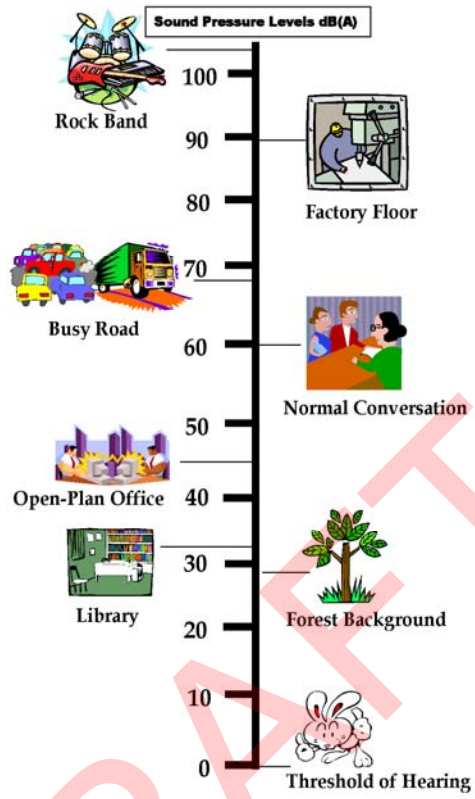 Sound Pressure Levels dB(A)
100
Rock Band
90
80
Factory Floor
70
Busy Road
60
Normal Conversation
50
Open-Plan Office
40
30
Library
Forest Background
20
10
0
Threshold of Hearing
DRAFT